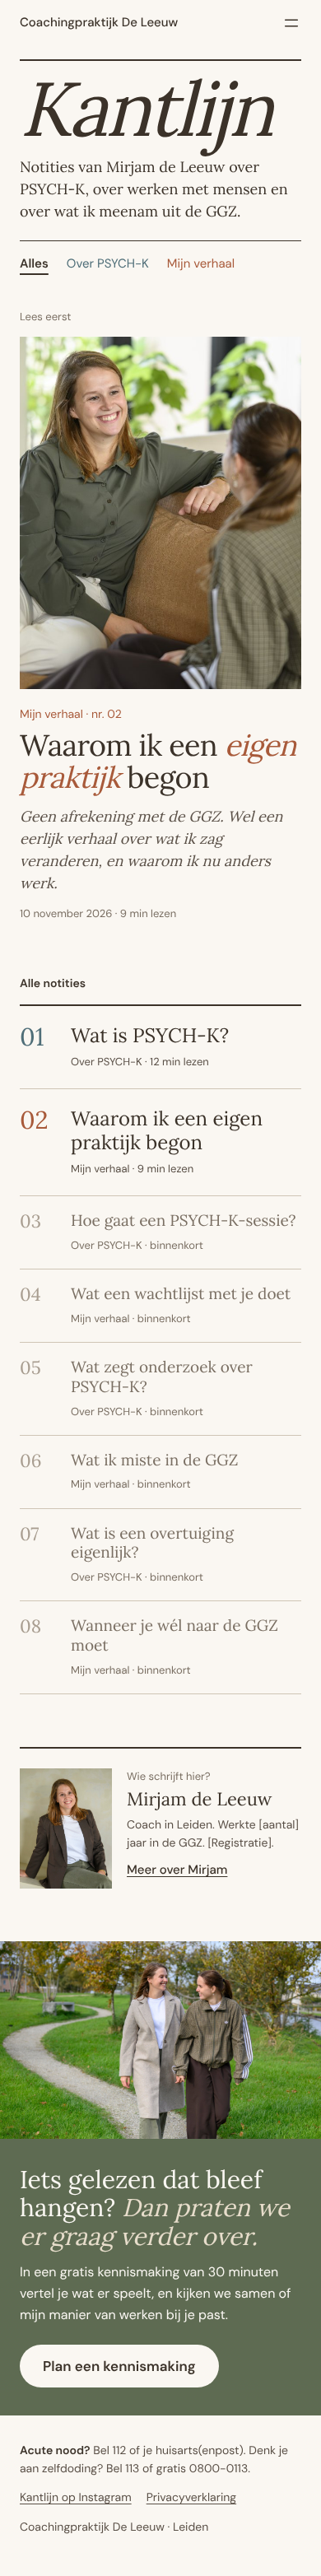 Coachingpraktijk De Leeuw
Kantlijn
Notities van Mirjam de Leeuw over
PSYCH-K, over werken met mensen en
over wat ik meenam uit de GGZ.
Alles Over PSYCH-K Mijn verhaal
Lees eerst
Mijn verhaal · nr. 02
Waarom ik een eigen
praktijk begon
Geen afrekening met de GGZ. Wel een
eerlijk verhaal over wat ik zag
veranderen, en waarom ik nu anders
werk.
10 november 2026 · 9 min lezen
Alle notities
01 Wat is PSYCH-K?
Over PSYCH-K · 12 min lezen
02 Waarom ik een eigen
praktijk begon
Mijn verhaal · 9 min lezen
03 Hoe gaat een PSYCH-K-sessie?
Over PSYCH-K · binnenkort
04 Wat een wachtlijst met je doet
Mijn verhaal · binnenkort
05 Wat zegt onderzoek over
PSYCH-K?
Over PSYCH-K · binnenkort
06 Wat ik miste in de GGZ
Mijn verhaal · binnenkort
07 Wat is een overtuiging
eigenlijk?
Over PSYCH-K · binnenkort
08 Wanneer je wél naar de GGZ
moet
Mijn verhaal · binnenkort
Wie schrijft hier?
Mirjam de Leeuw
Coach in Leiden. Werkte [aantal]
jaar in de GGZ. [Registratie].
Meer over Mirjam
Iets gelezen dat bleef
hangen? Dan praten we
er graag verder over.
In een gratis kennismaking van 30 minuten
vertel je wat er speelt, en kijken we samen of
mijn manier van werken bij je past.
Plan een kennismaking
Acute nood? Bel 112 of je huisarts(enpost). Denk je
aan zelfdoding? Bel 113 of gratis 0800-0113.
Kantlijn op Instagram Privacyverklaring
Coachingpraktijk De Leeuw · Leiden